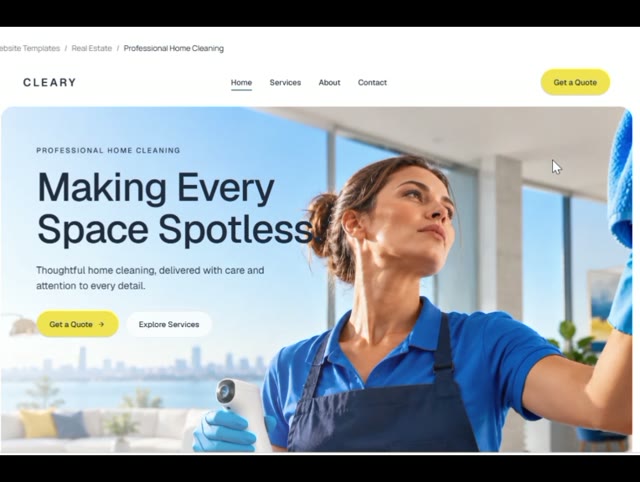 ebsite Templates / Real Estate / Professional Home Cleaning
CLEARY
Home Services About Contact
Get a Quote
PROFESSIONAL HOME CLEANING
Making Every
Space Spotless.
Thoughtful home cleaning, delivered with care and
attention to every detail.
Get a Quote →
Explore Services